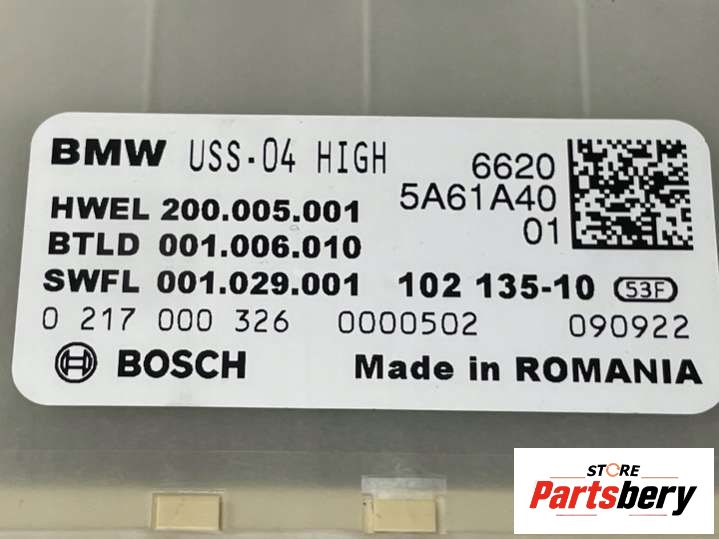 BMW USS-04 HIGH 6620
5A61A40
01
HWEL 200.005.001
BTLD 001.006.010
SWFL 001.029.001 102 135-10 53F
0 217 000 326 0000502 090922
BOSCH Made in ROMANIA
STORE
Partsbery